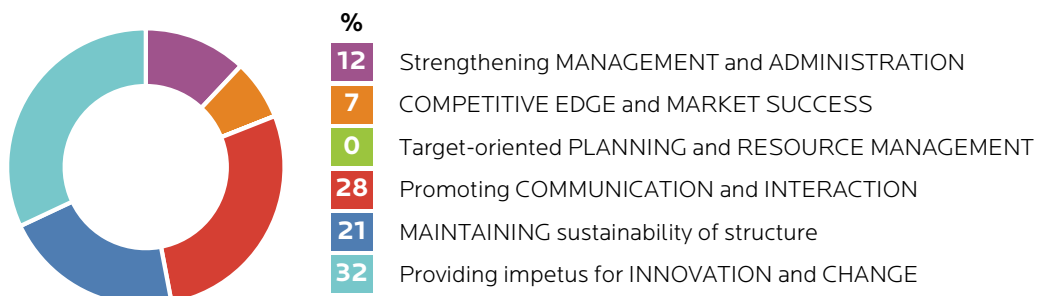 %
12 Strengthening MANAGEMENT and ADMINISTRATION
7 COMPETITIVE EDGE and MARKET SUCCESS
0 Target-oriented PLANNING and RESOURCE MANAGEMENT
28 Promoting COMMUNICATION and INTERACTION
21 MAINTAINING sustainability of structure
32 Providing impetus for INNOVATION and CHANGE